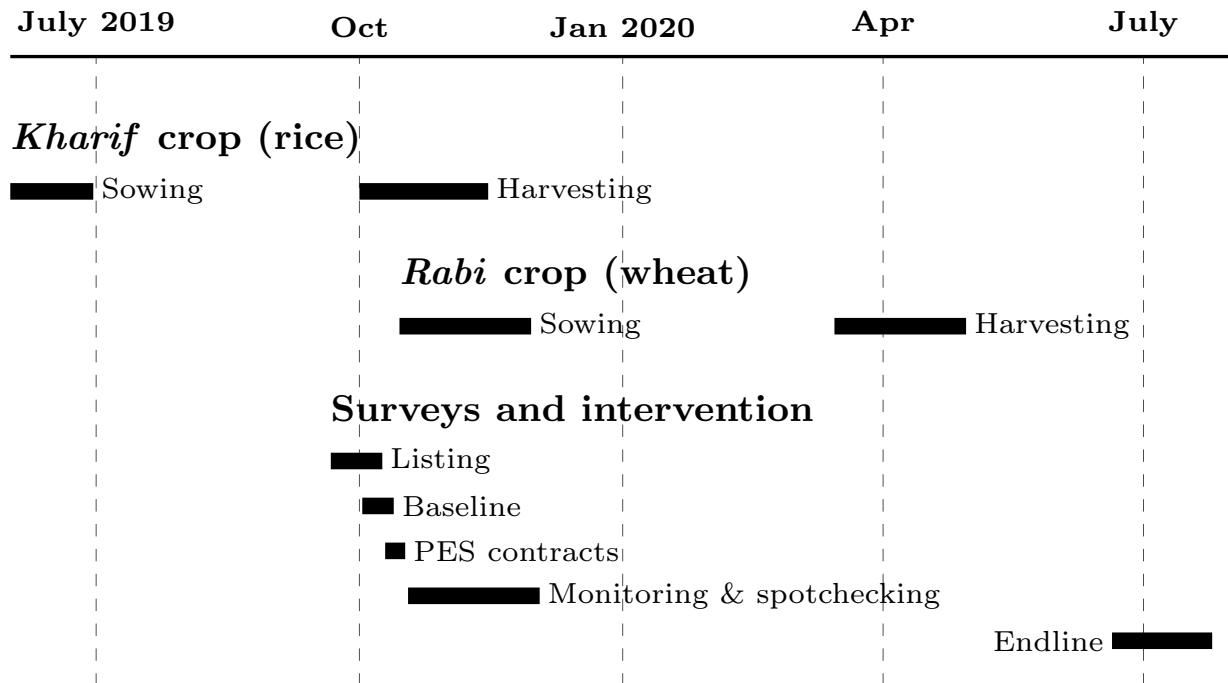 July 2019 Oct Jan 2020 Apr July
Kharif crop (rice)
Sowing Harvesting
Rabi crop (wheat)
Sowing Harvesting
Surveys and intervention
Listing
Baseline
PES contracts
Monitoring & spotchecking
Endline